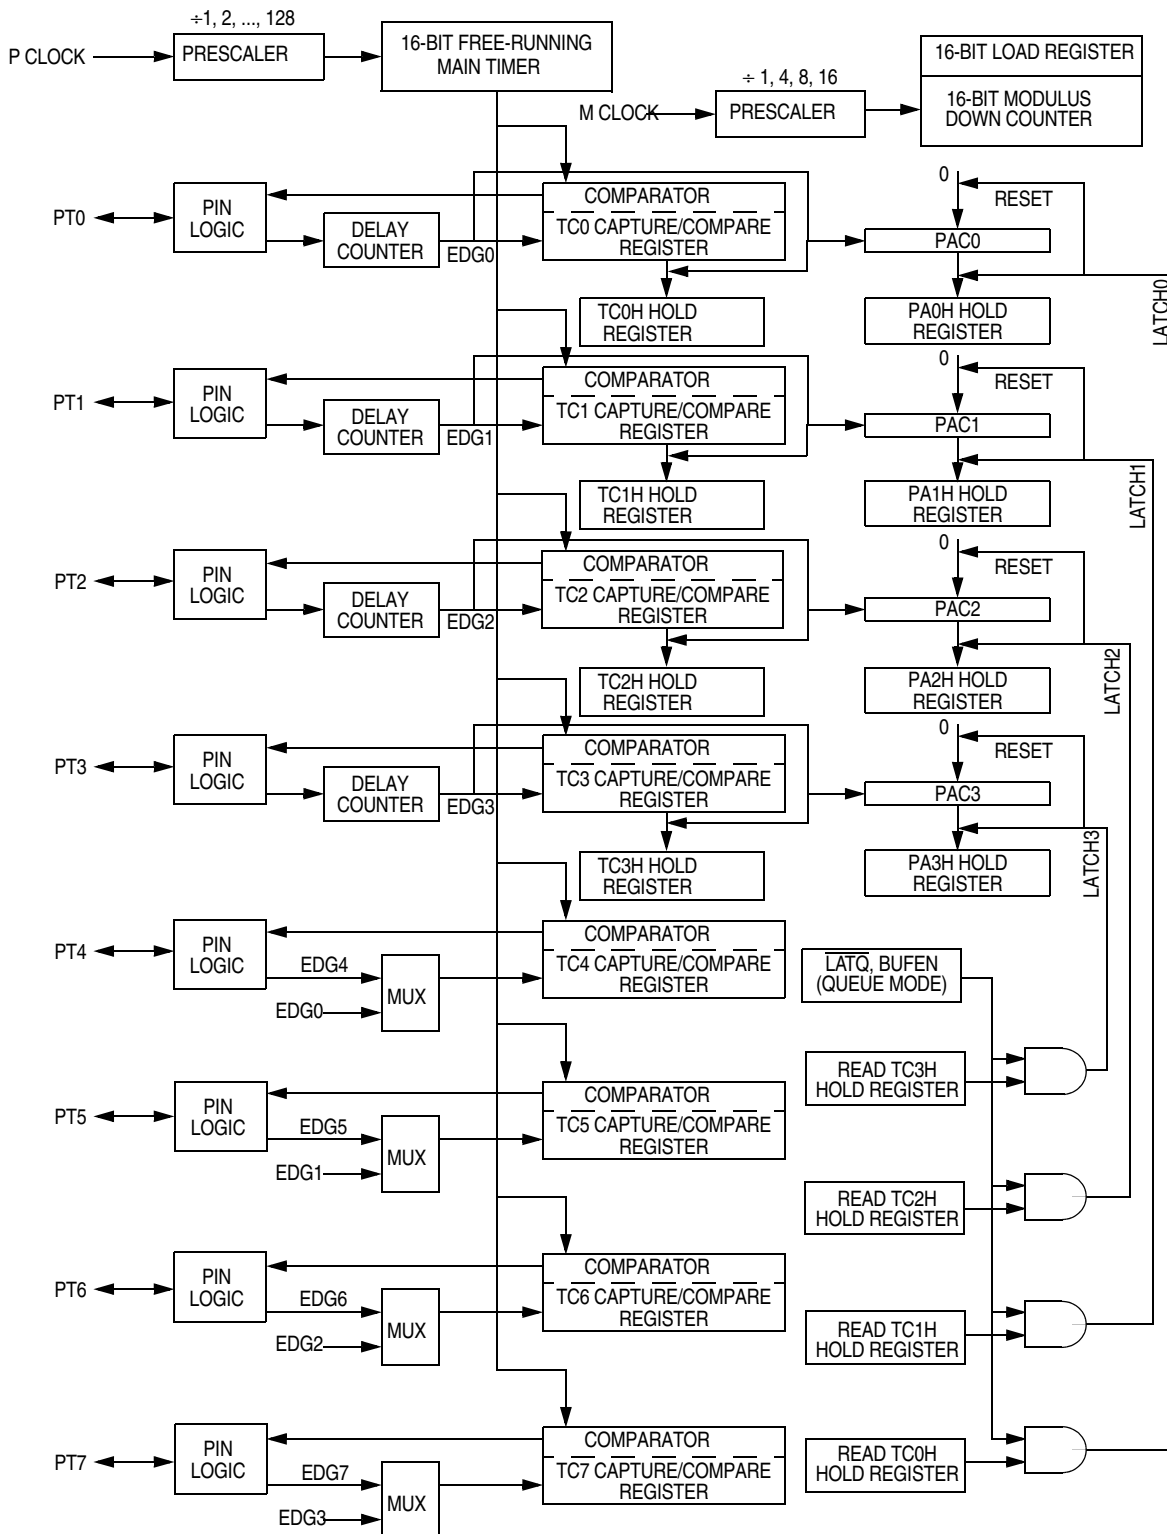 ÷1, 2, ..., 128
P CLOCK
PRESCALER
16-BIT FREE-RUNNING
MAIN TIMER
÷ 1, 4, 8, 16
M CLOCK
PRESCALER
16-BIT LOAD REGISTER
16-BIT MODULUS
DOWN COUNTER
PT0
PIN
LOGIC
DELAY
COUNTER
EDG0
COMPARATOR
TC0 CAPTURE/COMPARE
REGISTER
TC0H HOLD
REGISTER
0
RESET
PAC0
PA0H HOLD
REGISTER
LATCH0
PT1
PIN
LOGIC
DELAY
COUNTER
EDG1
COMPARATOR
TC1 CAPTURE/COMPARE
REGISTER
TC1H HOLD
REGISTER
0
RESET
PAC1
PA1H HOLD
REGISTER
LATCH1
PT2
PIN
LOGIC
DELAY
COUNTER
EDG2
COMPARATOR
TC2 CAPTURE/COMPARE
REGISTER
TC2H HOLD
REGISTER
0
RESET
PAC2
PA2H HOLD
REGISTER
LATCH2
PT3
PIN
LOGIC
DELAY
COUNTER
EDG3
COMPARATOR
TC3 CAPTURE/COMPARE
REGISTER
TC3H HOLD
REGISTER
0
RESET
PAC3
PA3H HOLD
REGISTER
LATCH3
PT4
PIN
LOGIC
EDG4
EDG0
MUX
COMPARATOR
TC4 CAPTURE/COMPARE
REGISTER
L̅A̅T̅Q̅, BUFEN
(QUEUE MODE)
READ TC3H
HOLD REGISTER
PT5
PIN
LOGIC
EDG5
EDG1
MUX
COMPARATOR
TC5 CAPTURE/COMPARE
REGISTER
READ TC2H
HOLD REGISTER
PT6
PIN
LOGIC
EDG6
EDG2
MUX
COMPARATOR
TC6 CAPTURE/COMPARE
REGISTER
READ TC1H
HOLD REGISTER
PT7
PIN
LOGIC
EDG7
EDG3
MUX
COMPARATOR
TC7 CAPTURE/COMPARE
REGISTER
READ TC0H
HOLD REGISTER